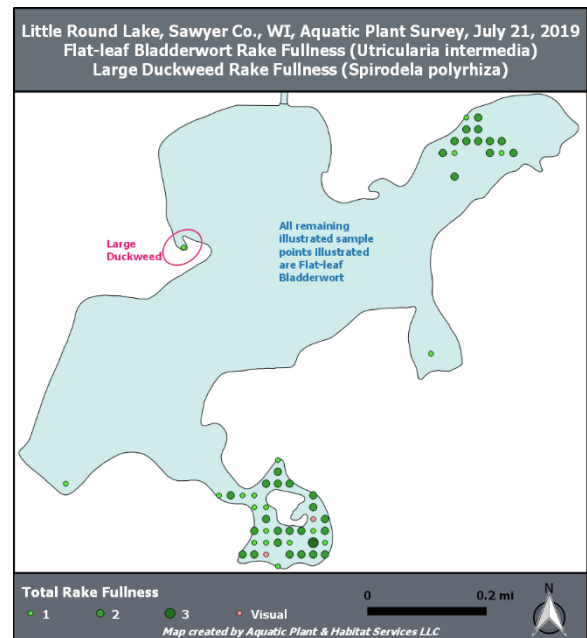 Little Round Lake, Sawyer Co., WI, Aquatic Plant Survey, July 21, 2019
Flat-leaf Bladderwort Rake Fullness (Utricularia intermedia)
Large Duckweed Rake Fullness (Spirodela polyrhiza)
Large
Duckweed
All remaining
illustrated sample
points illustrated
are Flat-leaf
Bladderwort
Total Rake Fullness
1 2 3 Visual
0 0.2 mi
N
Map created by Aquatic Plant & Habitat Services LLC